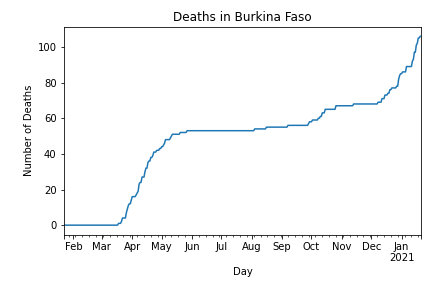 Deaths in Burkina Faso
Number of Deaths
100
80
60
40
20
0
Feb Mar Apr May Jun Jul Aug Sep Oct Nov Dec Jan
2021
Day